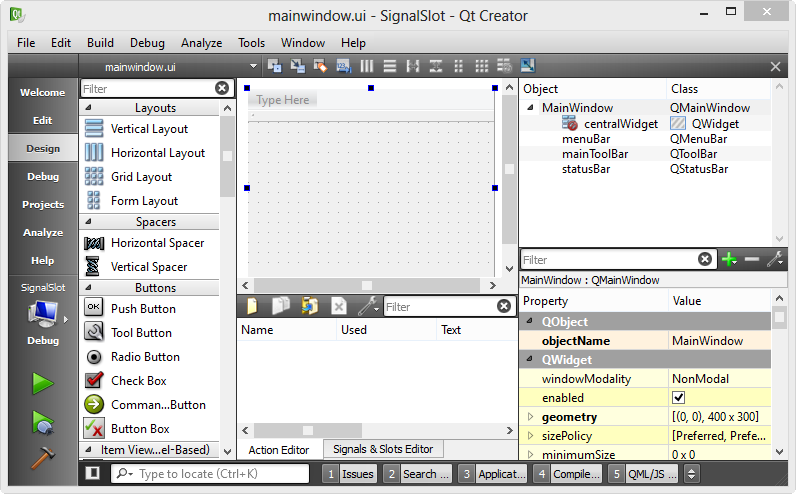 mainwindow.ui - SignalSlot - Qt Creator
File Edit Build Debug Analyze Tools Window Help
mainwindow.ui
Welcome
Edit
Design
Debug
Projects
Analyze
Help
SignalSlot
Debug
Filter
Layouts
Vertical Layout
Horizontal Layout
Grid Layout
Form Layout
Spacers
Horizontal Spacer
Vertical Spacer
Buttons
OK Push Button
Tool Button
Radio Button
Check Box
Comman...Button
Button Box
Item View...el-Based)
Type Here
Filter
Name Used Text
Action Editor Signals & Slots Editor
Object Class
MainWindow QMainWindow
centralWidget QWidget
menuBar QMenuBar
mainToolBar QToolBar
statusBar QStatusBar
Filter
MainWindow : QMainWindow
Property Value
QObject
objectName MainWindow
QWidget
windowModality NonModal
enabled
geometry [(0, 0), 400 x 300]
sizePolicy [Preferred, Prefe...
minimumSize 0 x 0
Type to locate (Ctrl+K) 1 Issues 2 Search ... 3 Applicat... 4 Compile... 5 QML/JS ...